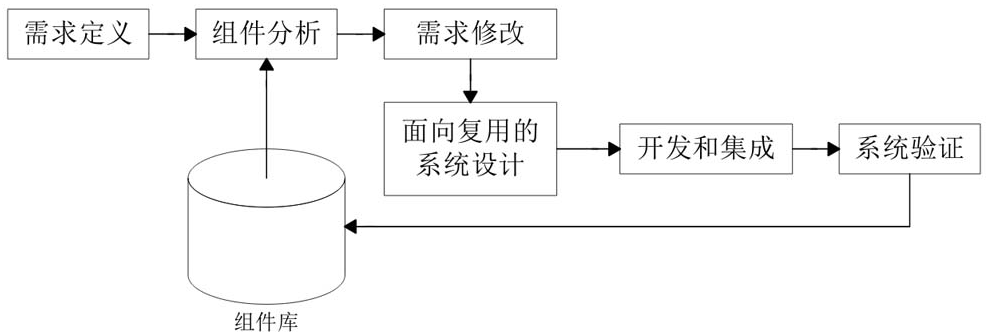 需求定义
组件分析
需求修改
面向复用的
系统设计
开发和集成
系统验证
组件库